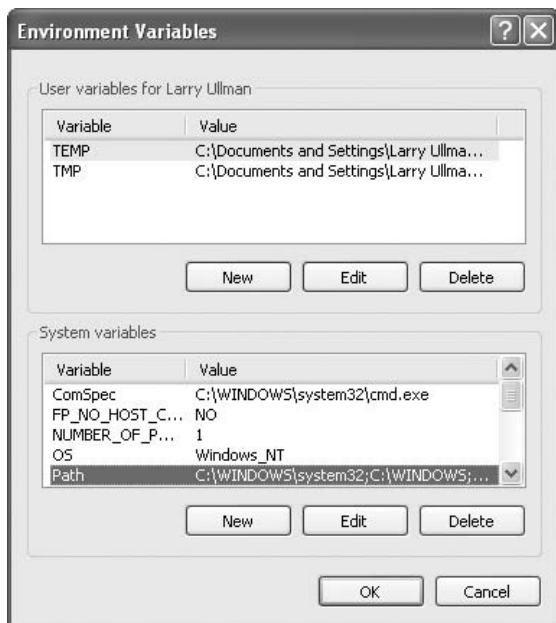 Environment Variables
User variables for Larry Ullman
Variable Value
TEMP C:\Documents and Settings\Larry Ullma...
TMP C:\Documents and Settings\Larry Ullma...
New Edit Delete
System variables
Variable Value
ComSpec C:\WINDOWS\system32\cmd.exe
FP_NO_HOST_C... NO
NUMBER_OF_P... 1
OS Windows_NT
Path C:\WINDOWS\system32;C:\WINDOWS;...
New Edit Delete
OK Cancel